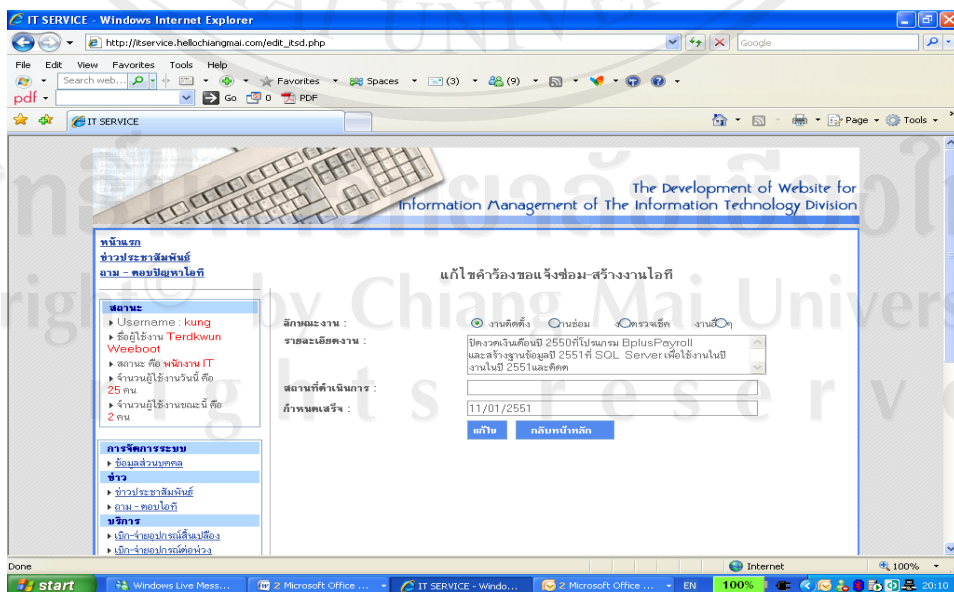 IT SERVICE - Windows Internet Explorer
http://itservice.hellochiangmai.com/edit_itsd.php
Google
File Edit View Favorites Tools Help
Search web... Favorites Spaces (3) (9)
pdf Go 0 PDF
IT SERVICE
Page Tools
The Development of Website for
Information Management of The Information Technology Division
หน้าแรก
ข่าวประชาสัมพันธ์
ถาม - ตอบปัญหาไอที
แก้ไขคำร้องขอแจ้งซ่อม-สร้างงานไอที
สถานะ
Username : kung
ชื่อผู้ใช้งาน Terdkwun
Weeboot
สถานะ คือ พนักงาน IT
จำนวนผู้ใช้งานวันนี้ คือ
25 คน
จำนวนผู้ใช้งานขณะนี้ คือ
2 คน
ลักษณะงาน : งานติดตั้ง งานซ่อม งานตรวจเช็ค งานอื่นๆ
รายละเอียดงาน : ปิดงวดเงินเดือนปี 2550ที่โปรแกรม BplusPayroll
และสร้างฐานข้อมูลปี 2551ที่ SQL Serverเพื่อใช้งานในปี
งานในปี 2551และติดต
สถานที่ดำเนินการ :
กำหนดเสร็จ : 11/01/2551
แก้ไข กลับหน้าหลัก
การจัดการระบบ
ข้อมูลส่วนบุคคล
ข่าว
ข่าวประชาสัมพันธ์
ถาม - ตอบไอที
บริการ
เบิก-จ่ายอุปกรณ์สิ้นเปลือง
เบิก-จ่ายอุปกรณ์ต่อพ่วง
Done Internet 100%
start Windows Live Mess... 2 Microsoft Office ... IT SERVICE - Windo... 2 Microsoft Office ... EN 100% 20:10
right© by Chiang Mai Univers
rights reserv